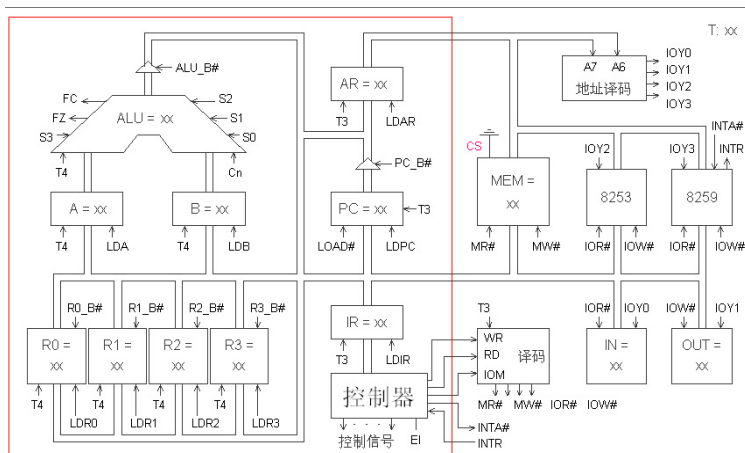 T: xx
ALU_B#
FC
FZ
S3
S2
S1
S0
ALU = xx
T4
Cn
A = xx
T4
LDA
B = xx
T4
LDB
AR = xx
T3
LDAR
PC_B#
PC = xx
T3
LOAD#
LDPC
A7 A6
地址译码
IOY0
IOY1
IOY2
IOY3
CS
MEM =
xx
MR#
MW#
IOY2
8253
IOR#
IOW#
IOY3
INTA#
INTR
8259
IOR#
IOW#
R0_B#
R1_B#
R2_B#
R3_B#
R0 =
xx
R1 =
xx
R2 =
xx
R3 =
xx
T4
T4
T4
T4
LDR0
LDR1
LDR2
LDR3
IR = xx
T3
LDIR
控制器
控制信号
· · ·
EI
INTA#
INTR
T3
WR
RD
IOM
译码
MR# MW# IOR# IOW#
IOR#
IOY0
IN =
xx
IOW#
IOY1
OUT =
xx